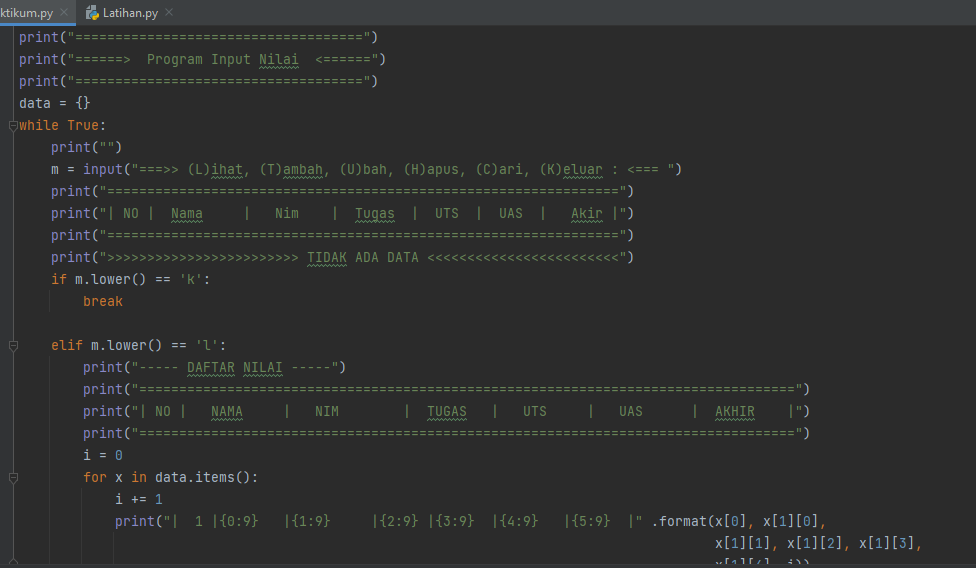 ktikum.py × Latihan.py ×
print("====================================")
print("======>  Program Input Nilai  <======")
print("====================================")
data = {}
while True:
    print("")
    m = input("===>> (L)ihat, (T)ambah, (U)bah, (H)apus, (C)ari, (K)eluar : <=== ")
    print("================================================================")
    print("| NO |  Nama     |   Nim    |  Tugas  |  UTS  |  UAS  |   Akir |")
    print("================================================================")
    print(">>>>>>>>>>>>>>>>>>>>>>>> TIDAK ADA DATA <<<<<<<<<<<<<<<<<<<<<<<<")
    if m.lower() == 'k':
        break
    elif m.lower() == 'l':
        print("----- DAFTAR NILAI -----")
        print("==================================================================================")
        print("| NO |   NAMA     |   NIM        |  TUGAS   |   UTS     |   UAS      |  AKHIR    |")
        print("==================================================================================")
        i = 0
        for x in data.items():
            i += 1
            print("|  1 |{0:9}   |{1:9}     |{2:9} |{3:9}  |{4:9}   |{5:9}  |" .format(x[0], x[1][0],
                                                                                       x[1][1], x[1][2], x[1][3],
                                                                                       x[1][4], i))